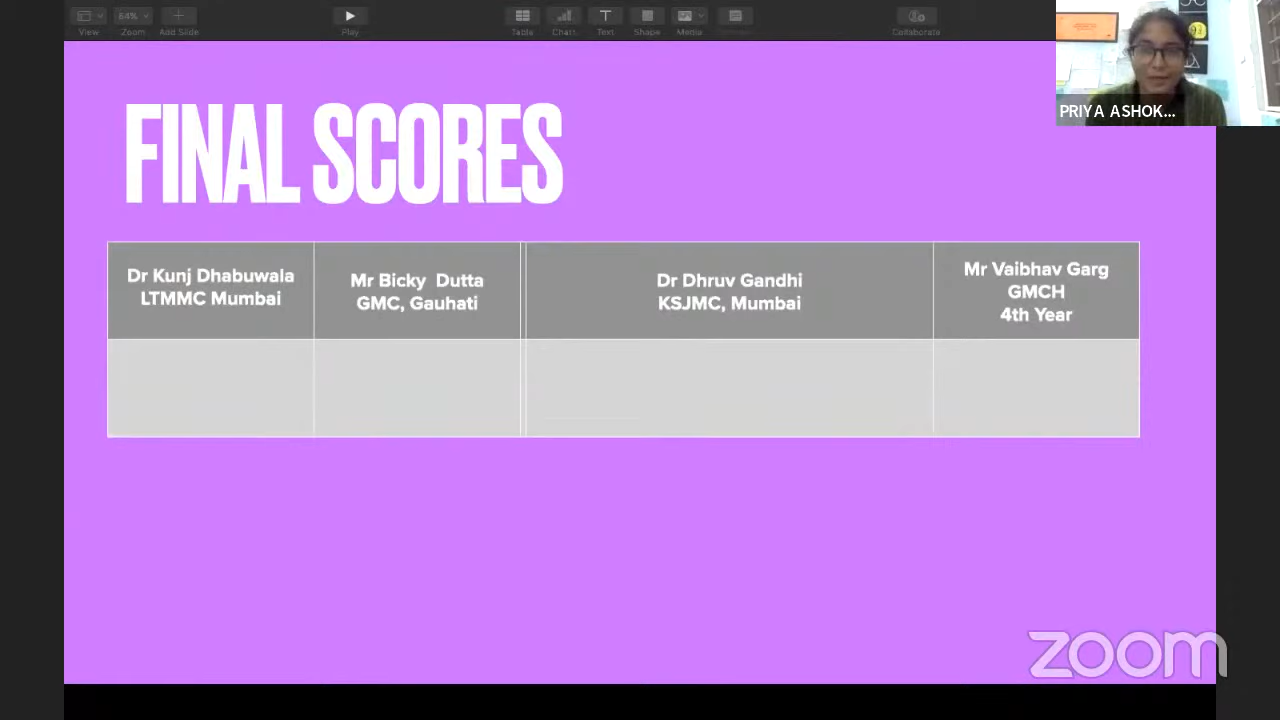 View
64%
Zoom
Add Slide
Play
Table
Chart
Text
Shape
Media
Collaborate
PRIYA ASHOK...
FINAL SCORES
Dr Kunj Dhabuwala
LTMMC Mumbai
Mr Bicky Dutta
GMC, Gauhati
Dr Dhruv Gandhi
KSJMC, Mumbai
Mr Vaibhav Garg
GMCH
4th Year
zoom